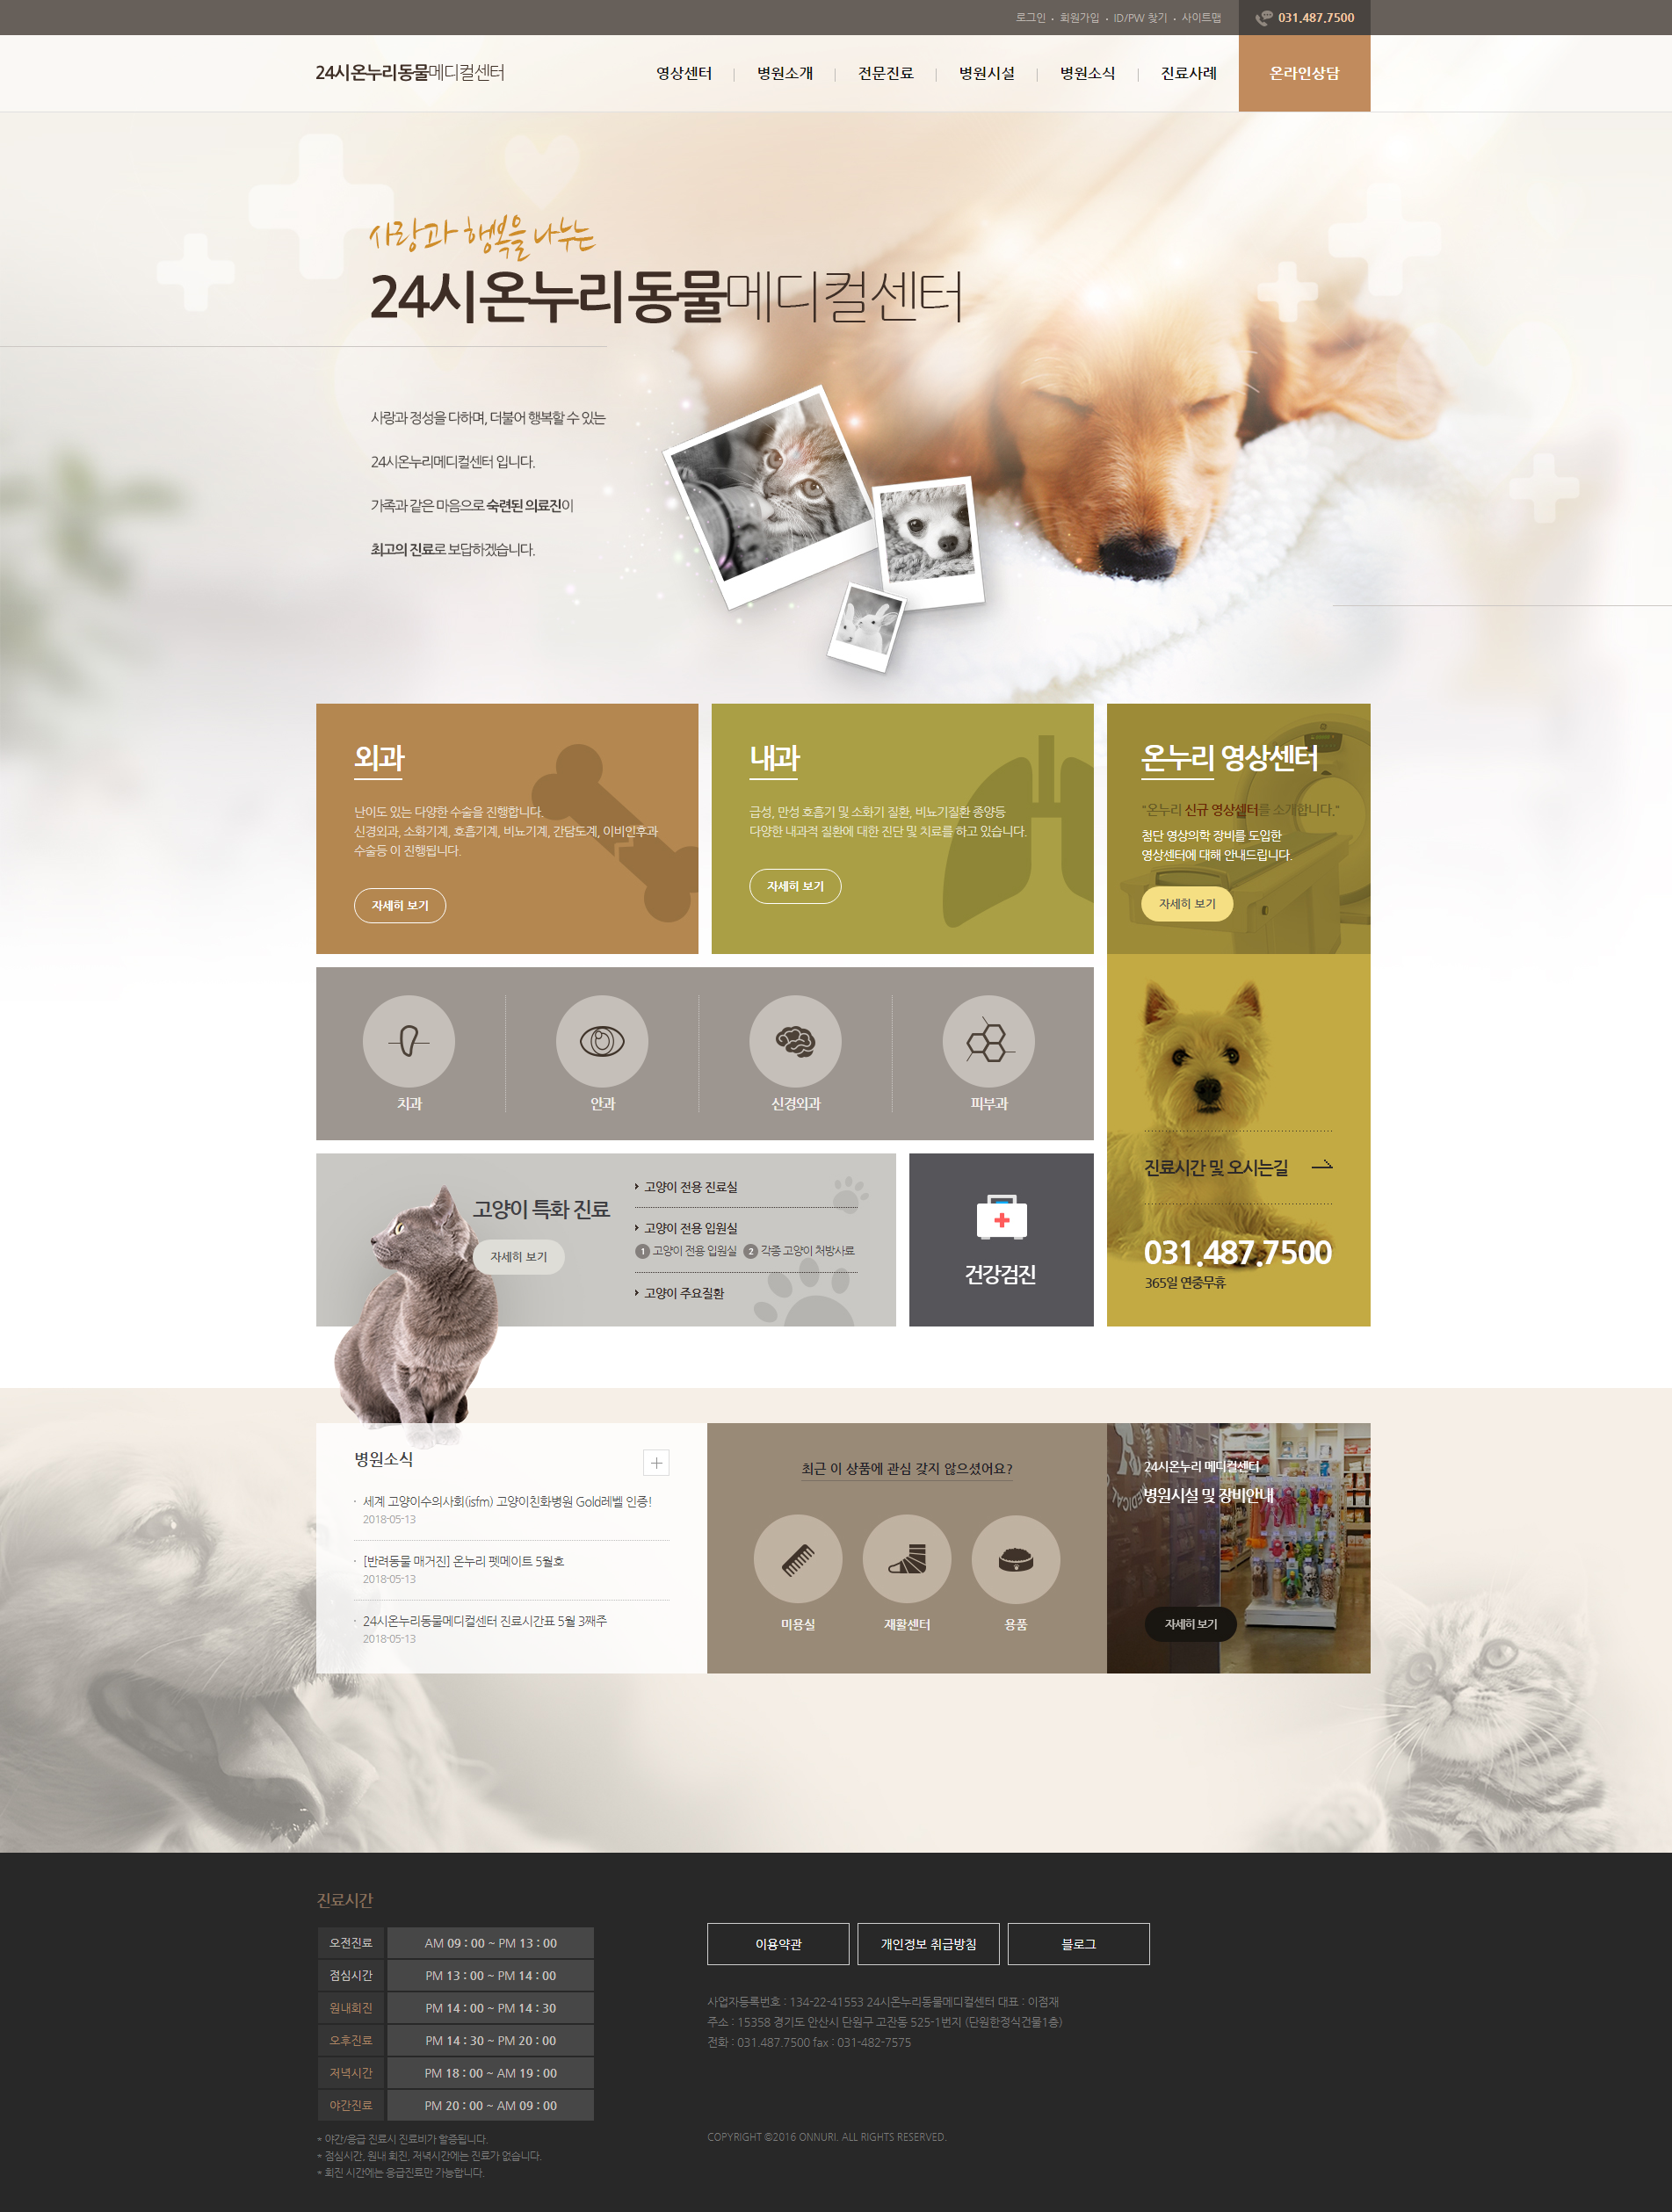 로그인 • 회원가입 • ID/PW 찾기 • 사이트맵
031.487.7500
24시온누리동물메디컬센터
영상센터
병원소개
전문진료
병원시설
병원소식
진료사례
온라인상담
사랑과 행복을 나누는
24시온누리동물메디컬센터
사랑과 정성을 다하며, 더불어 행복할 수 있는
24시온누리메디컬센터 입니다.
가족과 같은 마음으로 숙련된 의료진이
최고의 진료로 보답하겠습니다.
외과
난이도 있는 다양한 수술을 진행합니다.
신경외과, 소화기계, 호흡기계, 비뇨기계, 간담도계, 이비인후과
수술등 이 진행됩니다.
자세히 보기
내과
급성, 만성 호흡기 및 소화기 질환, 비뇨기질환 종양등
다양한 내과적 질환에 대한 진단 및 치료를 하고 있습니다.
자세히 보기
온누리 영상센터
"온누리 신규 영상센터를 소개합니다."
첨단 영상의학 장비를 도입한
영상센터에 대해 안내드립니다.
자세히 보기
치과
안과
신경외과
피부과
진료시간 및 오시는길
031.487.7500
365일 연중무휴
고양이 특화 진료
자세히 보기
고양이 전용 진료실
고양이 전용 입원실
1 고양이 전용 입원실 2 각종 고양이 처방사료
고양이 주요질환
건강검진
병원소식
· 세계 고양이수의사회(isfm) 고양이친화병원 Gold레벨 인증!
2018-05-13
· [반려동물 매거진] 온누리 펫메이트 5월호
2018-05-13
· 24시온누리동물메디컬센터 진료시간표 5월 3째주
2018-05-13
최근 이 상품에 관심 갖지 않으셨어요?
미용실
재활센터
용품
24시온누리 메디컬센터
병원시설 및 장비안내
자세히 보기
진료시간
오전진료 AM 09 : 00 ~ PM 13 : 00
점심시간 PM 13 : 00 ~ PM 14 : 00
원내회진 PM 14 : 00 ~ PM 14 : 30
오후진료 PM 14 : 30 ~ PM 20 : 00
저녁시간 PM 18 : 00 ~ AM 19 : 00
야간진료 PM 20 : 00 ~ AM 09 : 00
* 야간/응급 진료시 진료비가 할증됩니다.
* 점심시간, 원내 회진, 저녁시간에는 진료가 없습니다.
* 회진 시간에는 응급진료만 가능합니다.
이용약관
개인정보 취급방침
블로그
사업자등록번호 : 134-22-41553 24시온누리동물메디컬센터 대표 : 이점재
주소 : 15358 경기도 안산시 단원구 고잔동 525-1번지 (단원한정식건물1층)
전화 : 031.487.7500 fax : 031-482-7575
COPYRIGHT ©2016 ONNURI. ALL RIGHTS RESERVED.